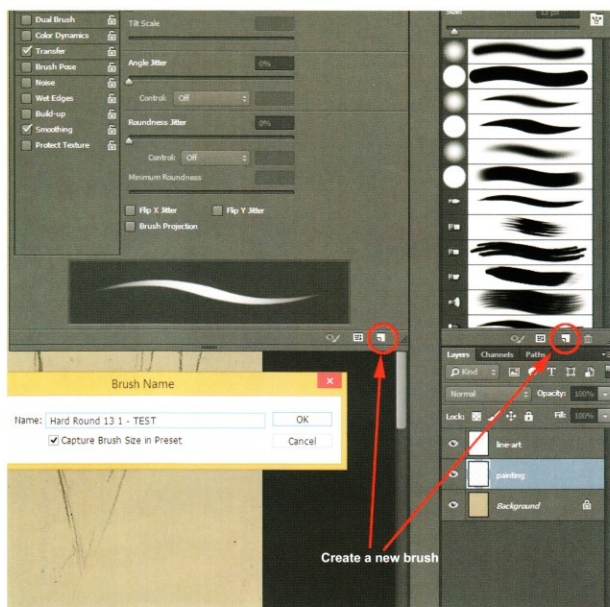 Dual Brush
Color Dynamics
Transfer
Brush Pose
Noise
Wet Edges
Build-up
Smoothing
Protect Texture
Tilt Scale
Angle Jitter
0%
Control: Off
Roundness Jitter
0%
Control: Off
Minimum Roundness
Flip X Jitter
Flip Y Jitter
Brush Projection
Brush Name
Name: Hard Round 13 1 - TEST
OK
Capture Brush Size in Preset
Cancel
Layers Channels Paths
Kind
Normal
Opacity: 100%
Lock:
Fill: 100%
line-art
painting
Background
Create a new brush